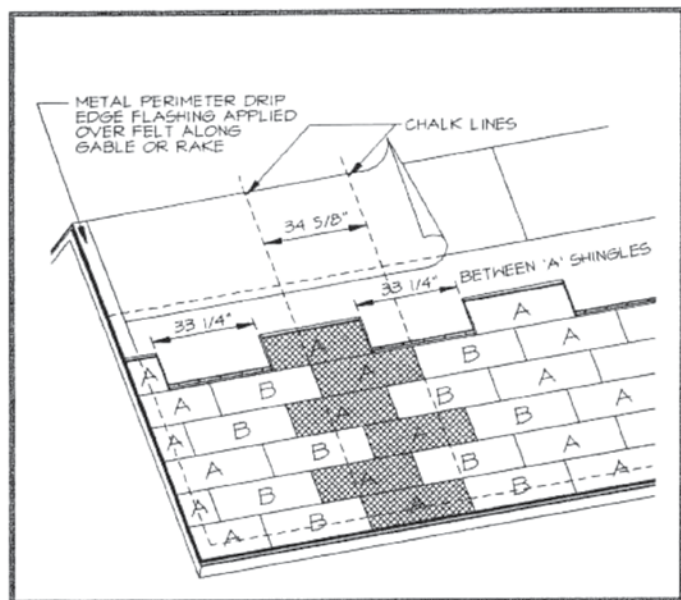 METAL PERIMETER DRIP
EDGE FLASHING APPLIED
OVER FELT ALONG
GABLE OR RAKE
CHALK LINES
34 5/8"
BETWEEN 'A' SHINGLES
33 1/4"
33 1/4"
A
A
A
B
A
B
A
A
B
A
B
A
A
B
A
B
A
A
B
A
B
A
A
B
A
B
A